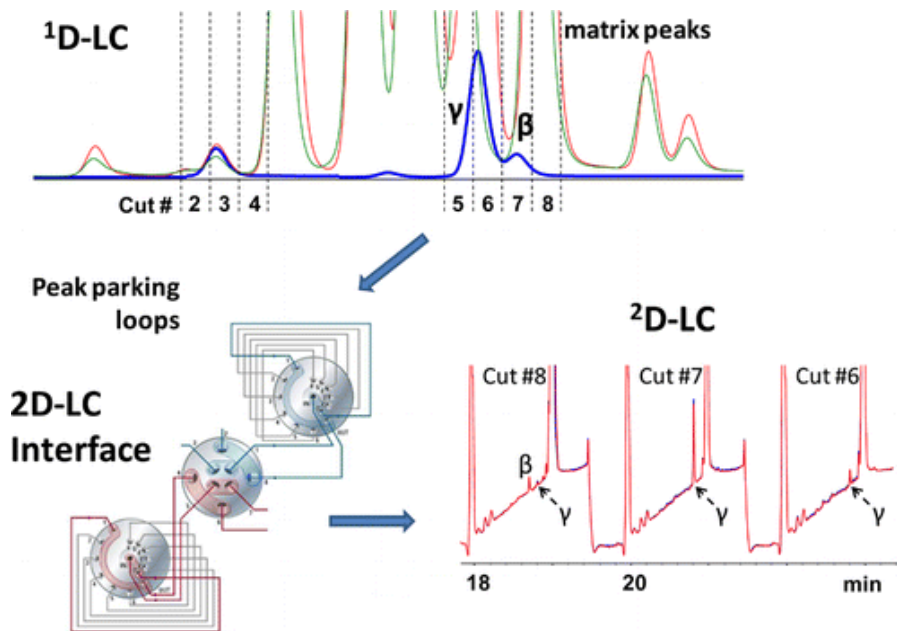 ¹D-LC
matrix peaks
γ
β
Cut #
2
3
4
5
6
7
8
Peak parking
loops
²D-LC
2D-LC
Interface
Cut #8
Cut #7
Cut #6
β
γ
γ
γ
18
20
min